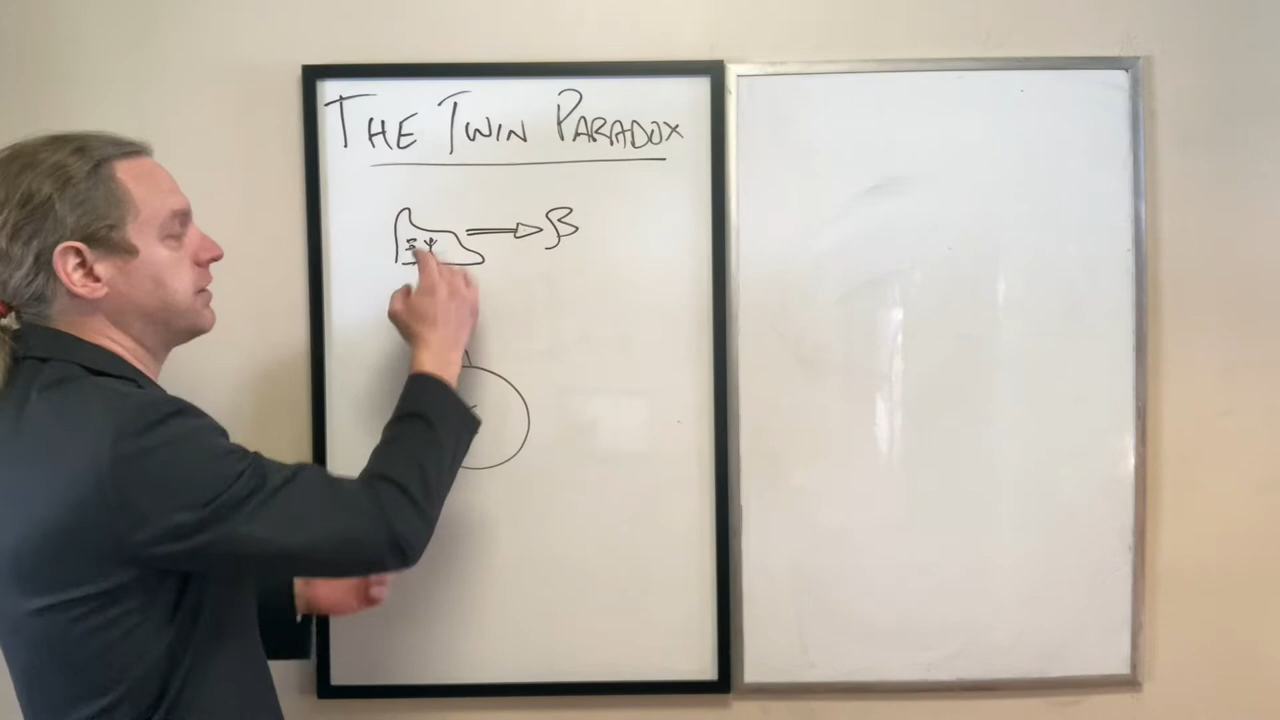 THE TWIN PARADOX
β
Ξ Ψ